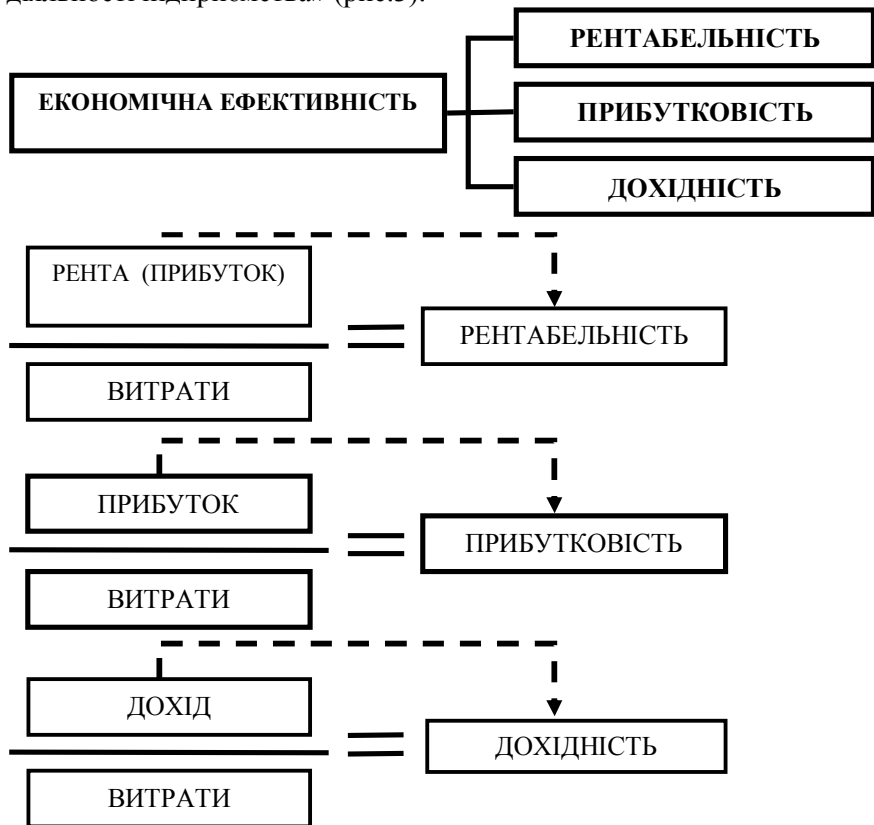 діяльності підприємства» (рис.3).
РЕНТАБЕЛЬНІСТЬ
ЕКОНОМІЧНА ЕФЕКТИВНІСТЬ
ПРИБУТКОВІСТЬ
ДОХІДНІСТЬ
РЕНТА (ПРИБУТОК)
РЕНТАБЕЛЬНІСТЬ
ВИТРАТИ
ПРИБУТОК
ПРИБУТКОВІСТЬ
ВИТРАТИ
ДОХІД
ДОХІДНІСТЬ
ВИТРАТИ